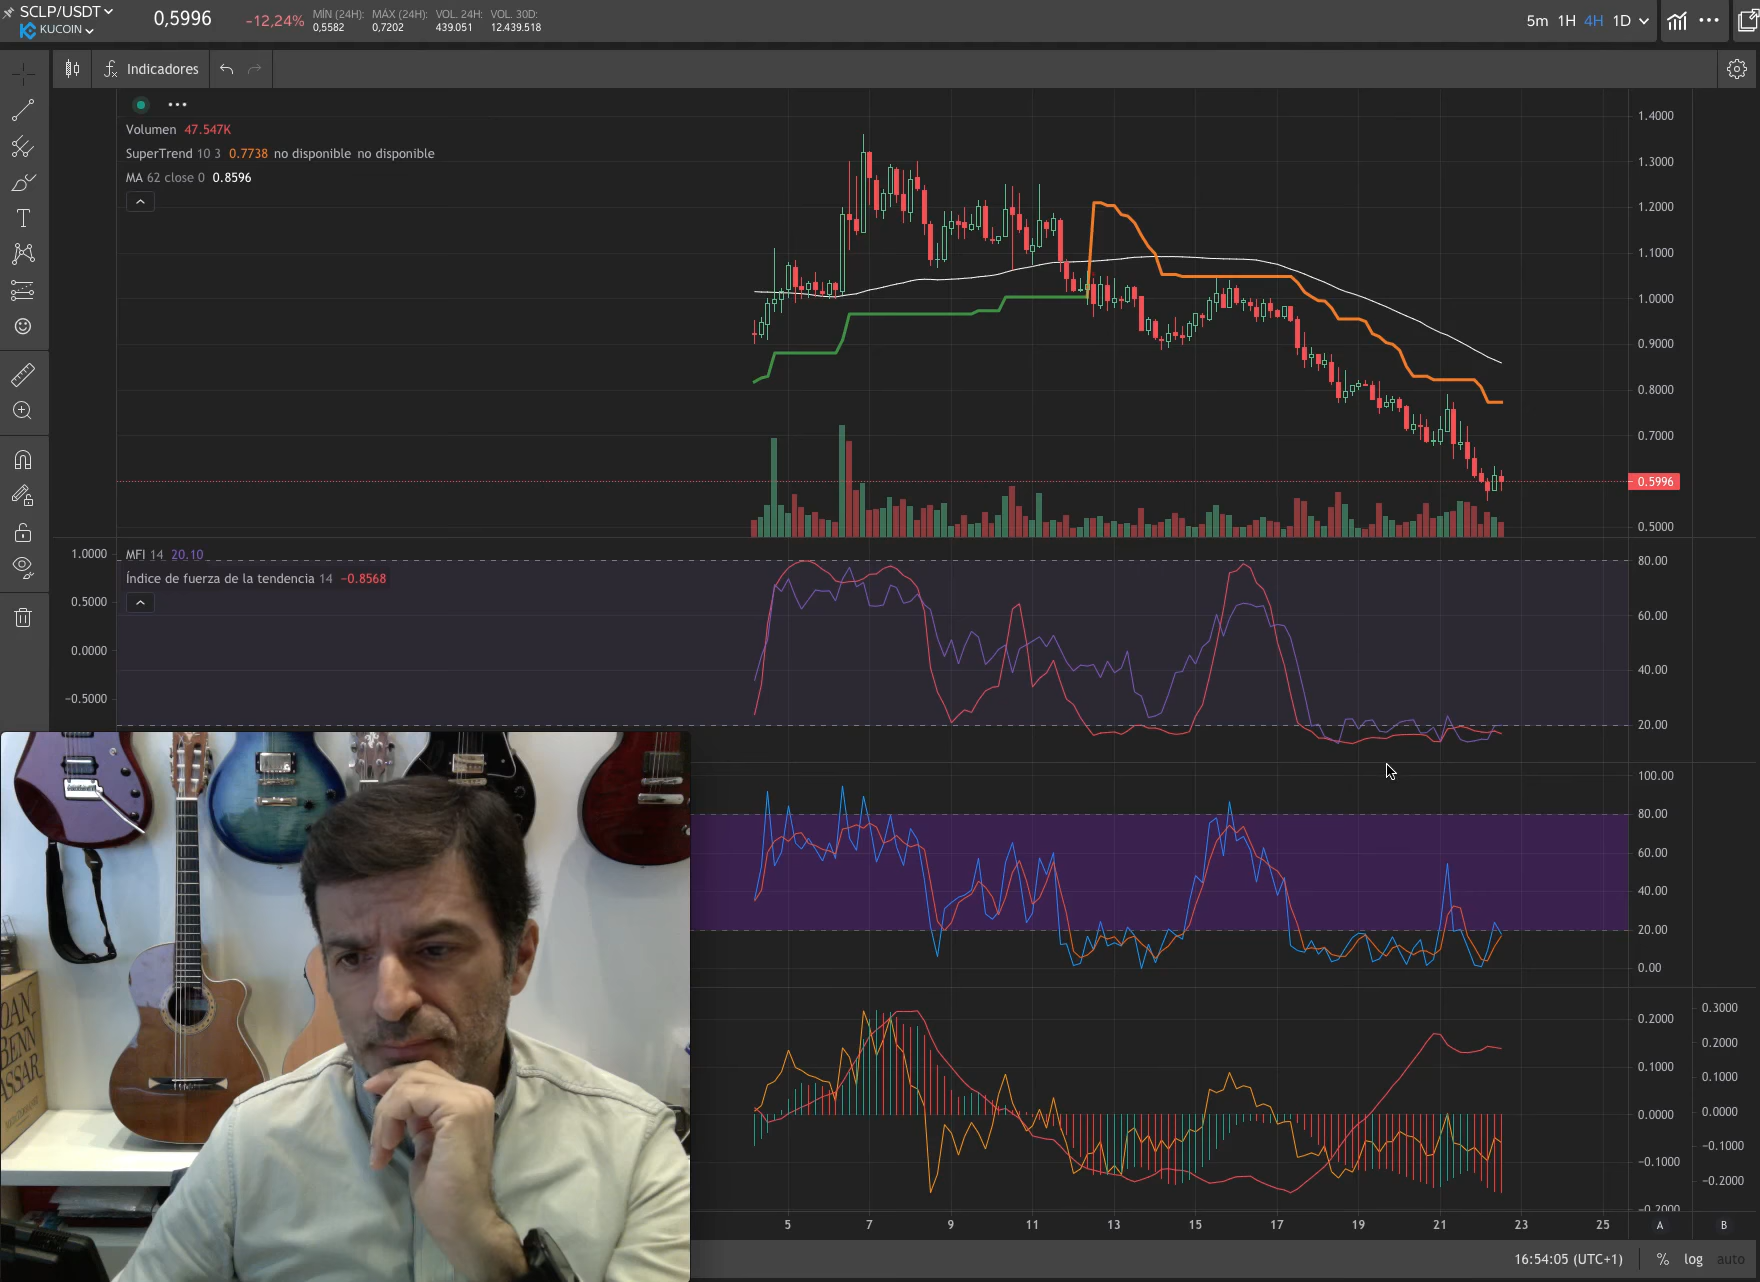 SCLP/USDT
KUCOIN
0,5996
-12,24%
MÍN (24H): 0,5582
MÁX (24H): 0,7202
VOL. 24H: 439.051
VOL. 30D: 12.439.518
5m 1H 4H 1D
Indicadores
Volumen 47.547K
SuperTrend 10 3 0.7738 no disponible no disponible
MA 62 close 0 0.8596
1.4000
1.3000
1.2000
1.1000
1.0000
0.9000
0.8000
0.7000
0.5996
0.5000
MFI 14 20.10
Índice de fuerza de la tendencia 14 −0.8568
1.0000
0.5000
0.0000
−0.5000
80.00
60.00
40.00
20.00
100.00
80.00
60.00
40.00
20.00
0.00
0.2000
0.1000
0.0000
−0.1000
−0.2000
0.3000
0.2000
0.1000
0.0000
−0.1000
−0.2000
5 7 9 11 13 15 17 19 21 23 25 A B
16:54:05 (UTC+1) % log auto